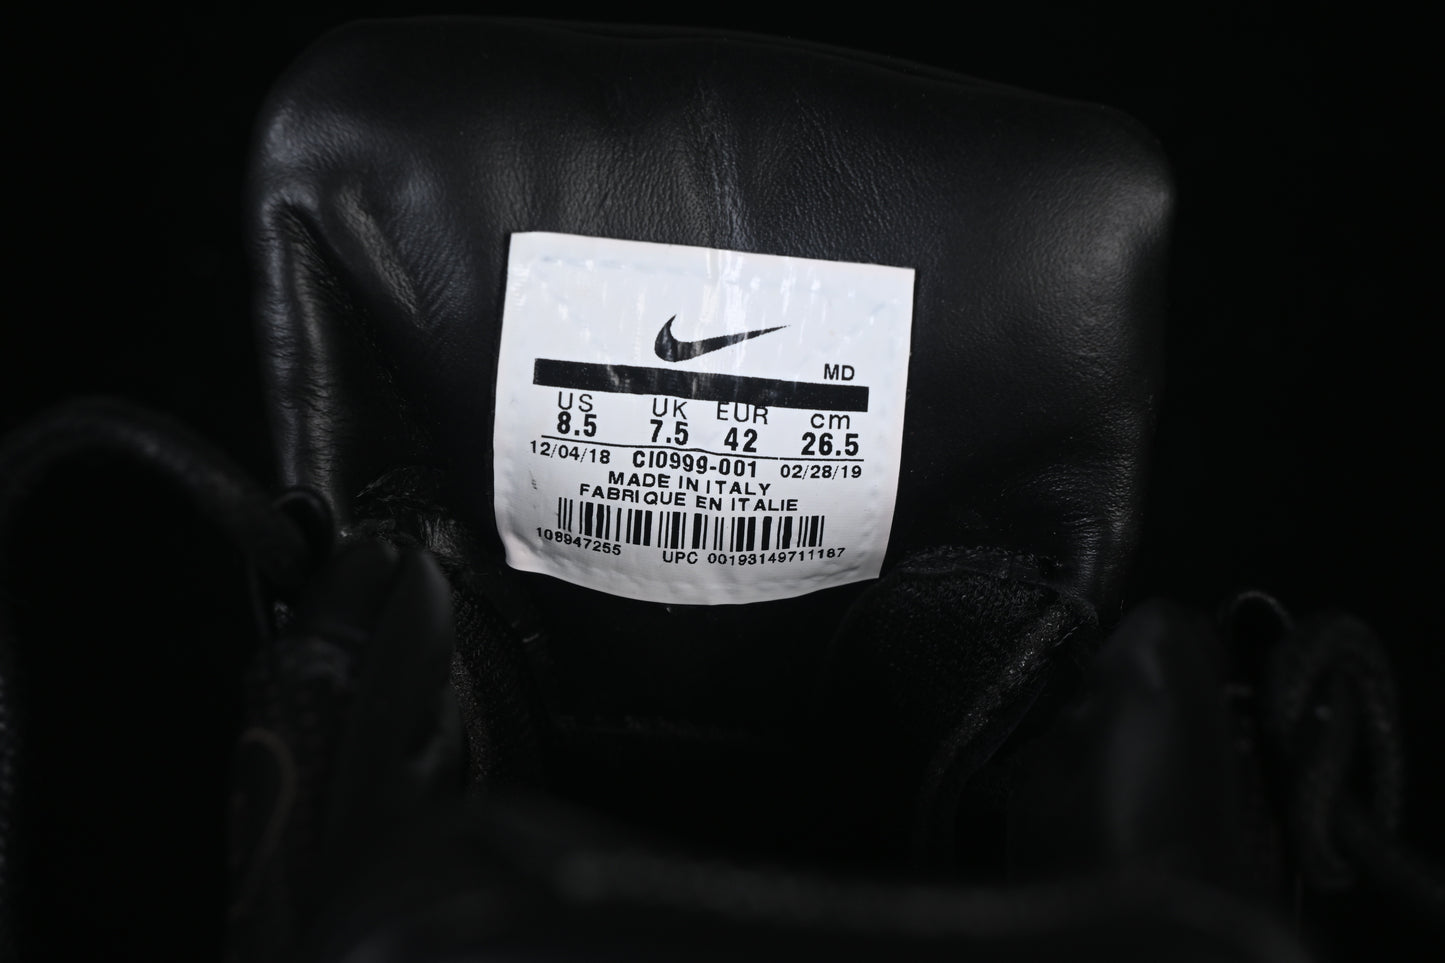 MD
US UK EUR cm
8.5 7.5 42 26.5
12/04/18 CI0999-001 02/28/19
MADE IN ITALY
FABRIQUE EN ITALIE
108947255 UPC 00193149711187